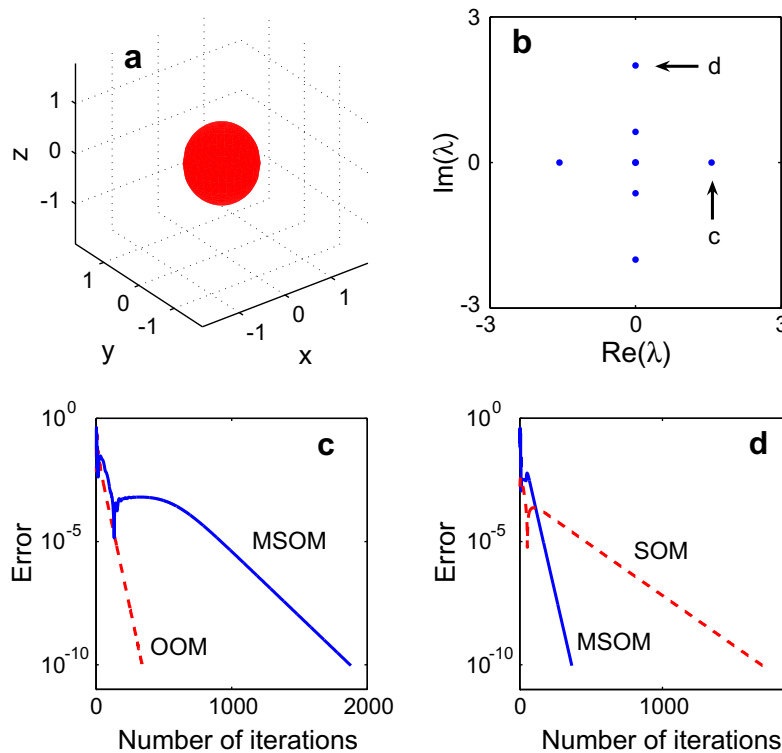 a
z
1
0
-1
1
0
-1
y
-1
0
1
x
b
3
0
-3
Im(λ)
d
c
-3
0
3
Re(λ)
c
10^0
10^-5
10^-10
Error
MSOM
OOM
0
1000
2000
Number of iterations
d
10^0
10^-5
10^-10
Error
SOM
MSOM
0
1000
Number of iterations